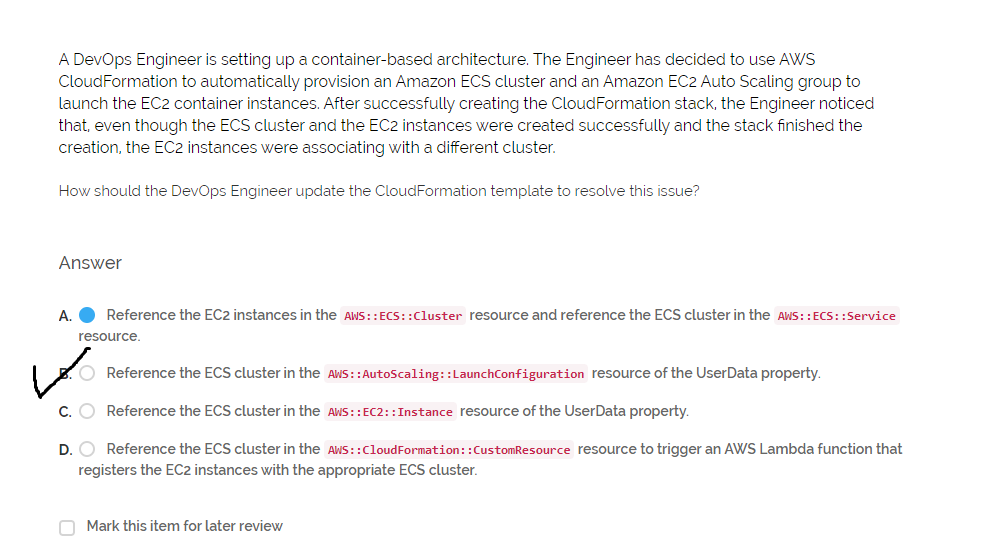 A DevOps Engineer is setting up a container-based architecture. The Engineer has decided to use AWS
CloudFormation to automatically provision an Amazon ECS cluster and an Amazon EC2 Auto Scaling group to
launch the EC2 container instances. After successfully creating the CloudFormation stack, the Engineer noticed
that, even though the ECS cluster and the EC2 instances were created successfully and the stack finished the
creation, the EC2 instances were associating with a different cluster.
How should the DevOps Engineer update the CloudFormation template to resolve this issue?
Answer
A. Reference the EC2 instances in the AWS::ECS::Cluster resource and reference the ECS cluster in the AWS::ECS::Service
resource.
B. Reference the ECS cluster in the AWS::AutoScaling::LaunchConfiguration resource of the UserData property.
C. Reference the ECS cluster in the AWS::EC2::Instance resource of the UserData property.
D. Reference the ECS cluster in the AWS::CloudFormation::CustomResource resource to trigger an AWS Lambda function that
registers the EC2 instances with the appropriate ECS cluster.
Mark this item for later review